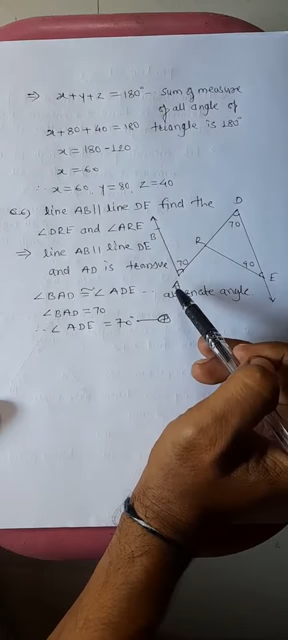 ⇒ x+y+z = 180° -- sum of measure
of all angle of
x+80+40 = 180 triangle is 180°
x = 180-120
x = 60
∴ x=60, y=80, z=40
Q.6) line AB || line DE find the
∠DRE and ∠ARE
⇒ line AB || line DE
and AD is
∠BAD ≅ ∠ADE -- alternate angle
∠BAD = 70
∴ ∠ADE = 70° — ①
D
70
B
R
70
40
E
A